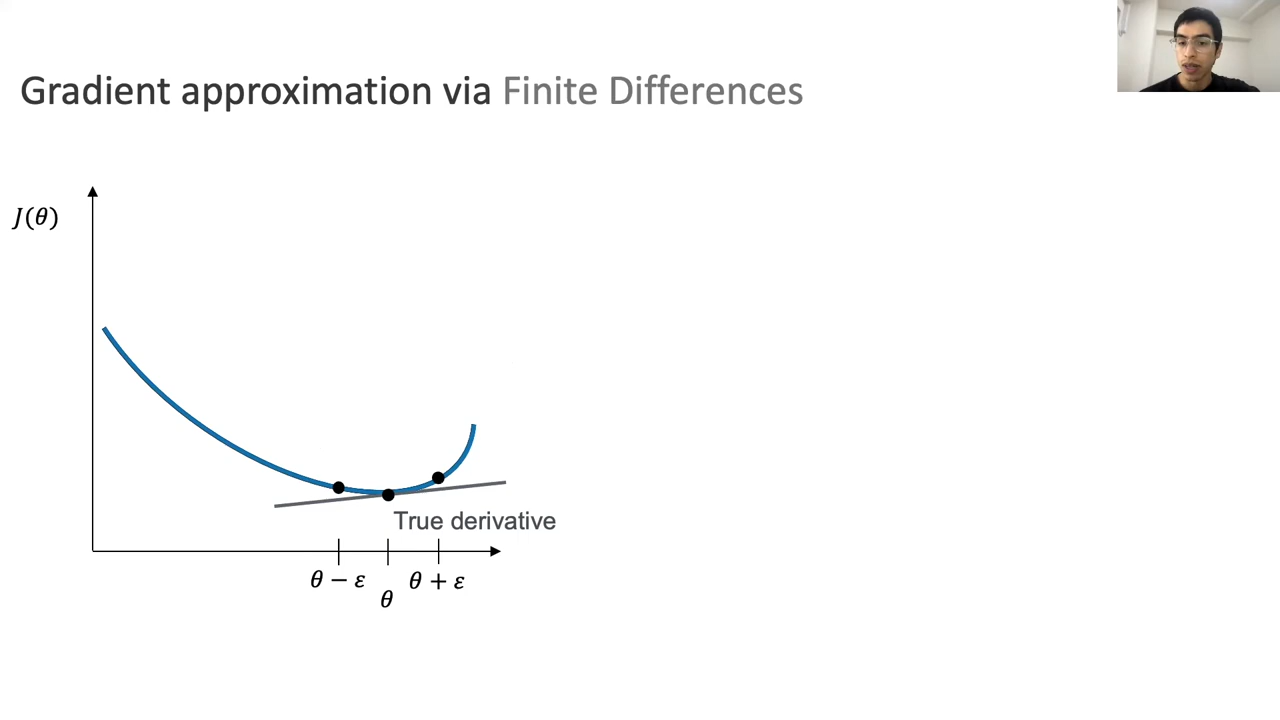 Gradient approximation via Finite Differences
J(θ)
True derivative
θ − ε
θ + ε
θ